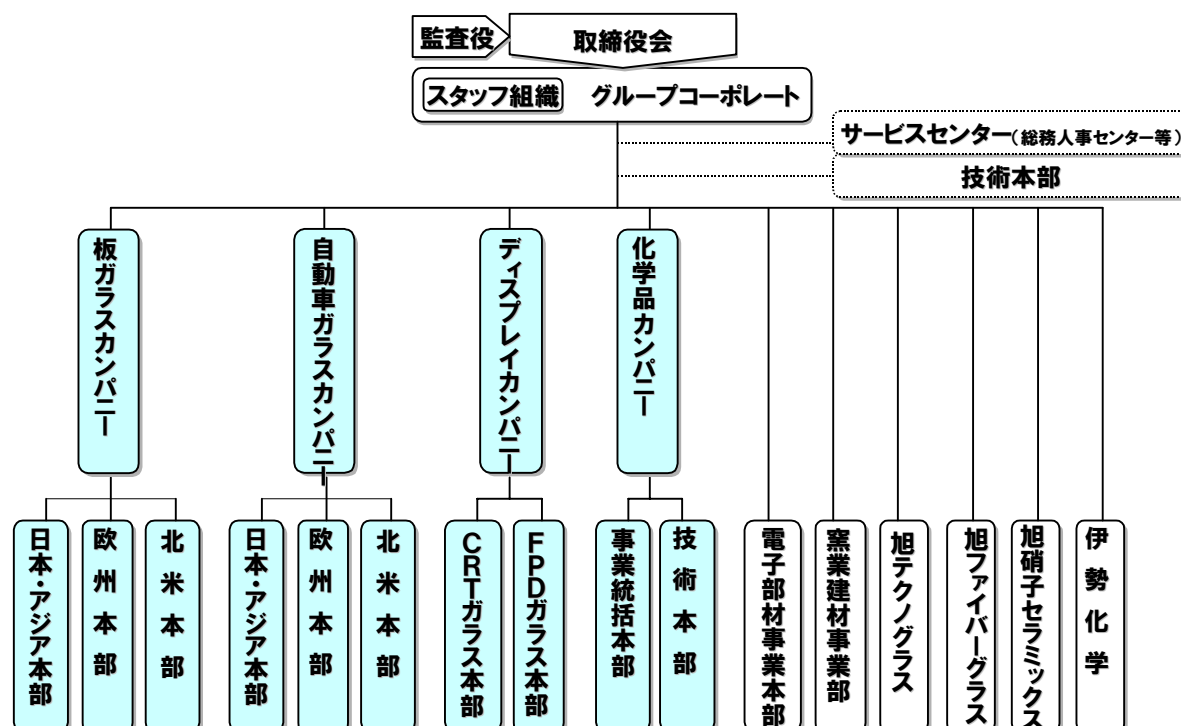 監査役
取締役会
スタッフ組織
グループコーポレート
サービスセンター(総務人事センター等)
技術本部
板ガラスカンパニー
自動車ガラスカンパニー
ディスプレイカンパニー
化学品カンパニー
日本・アジア本部
欧州本部
北米本部
日本・アジア本部
欧州本部
北米本部
CRTガラス本部
FPDガラス本部
事業統括本部
技術本部
電子部材事業本部
窯業建材事業部
旭テクノグラス
旭ファイバーグラス
旭硝子セラミックス
伊勢化学